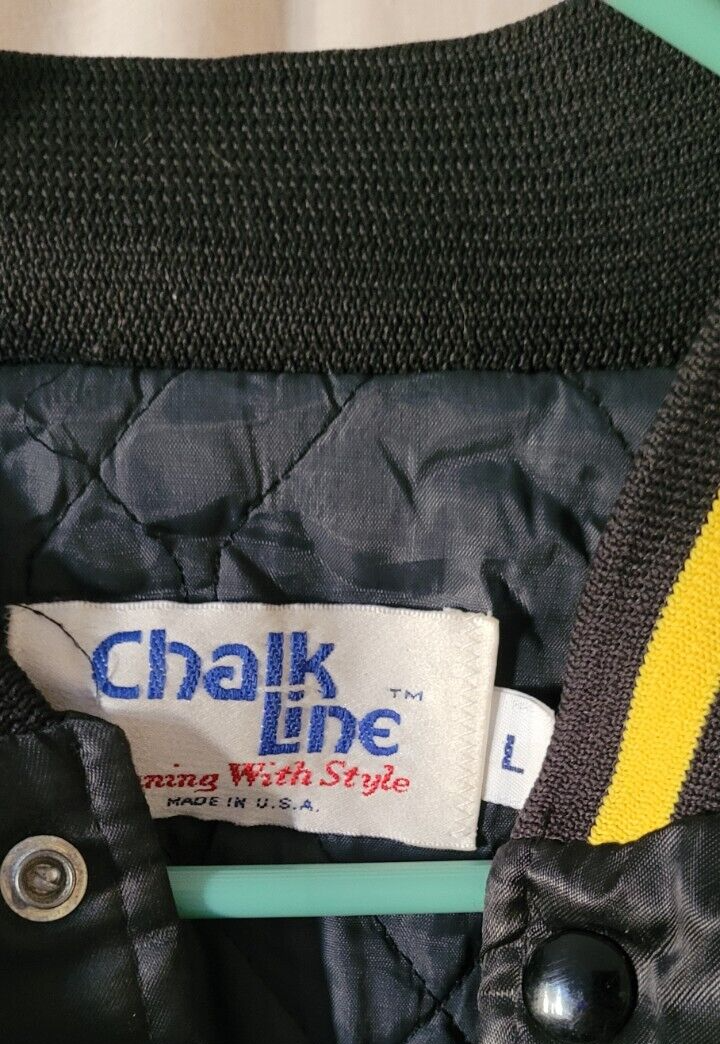 Chalk
Line ™
With Style
MADE IN U.S.A.
L